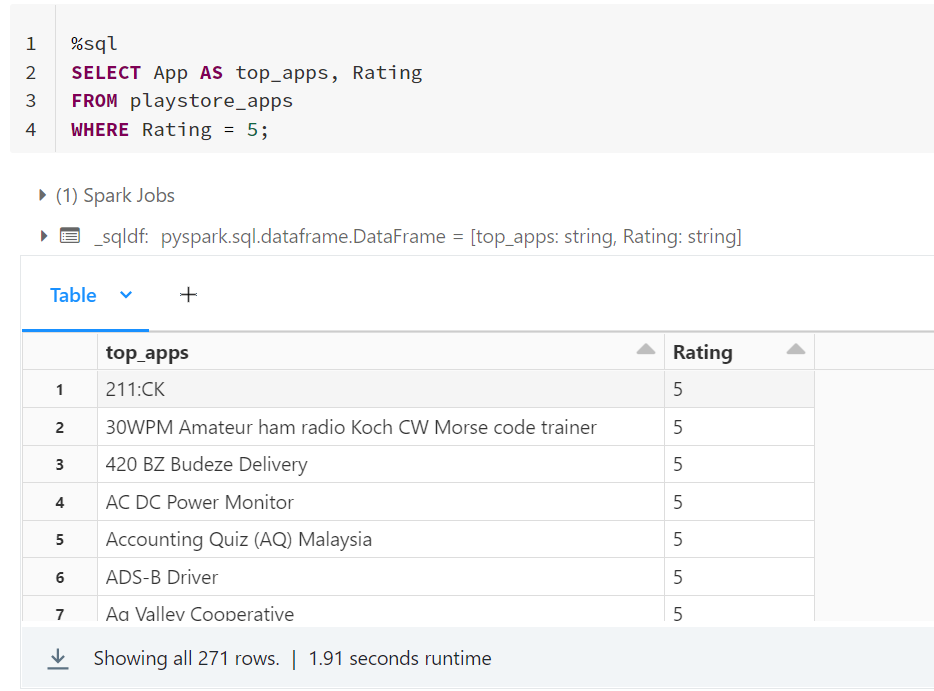 1 %sql
2 SELECT App AS top_apps, Rating
3 FROM playstore_apps
4 WHERE Rating = 5;
(1) Spark Jobs
_sqldf: pyspark.sql.dataframe.DataFrame = [top_apps: string, Rating: string]
Table +
top_apps Rating
1 211:CK 5
2 30WPM Amateur ham radio Koch CW Morse code trainer 5
3 420 BZ Budeze Delivery 5
4 AC DC Power Monitor 5
5 Accounting Quiz (AQ) Malaysia 5
6 ADS-B Driver 5
7 Ag Valley Cooperative 5
Showing all 271 rows. | 1.91 seconds runtime